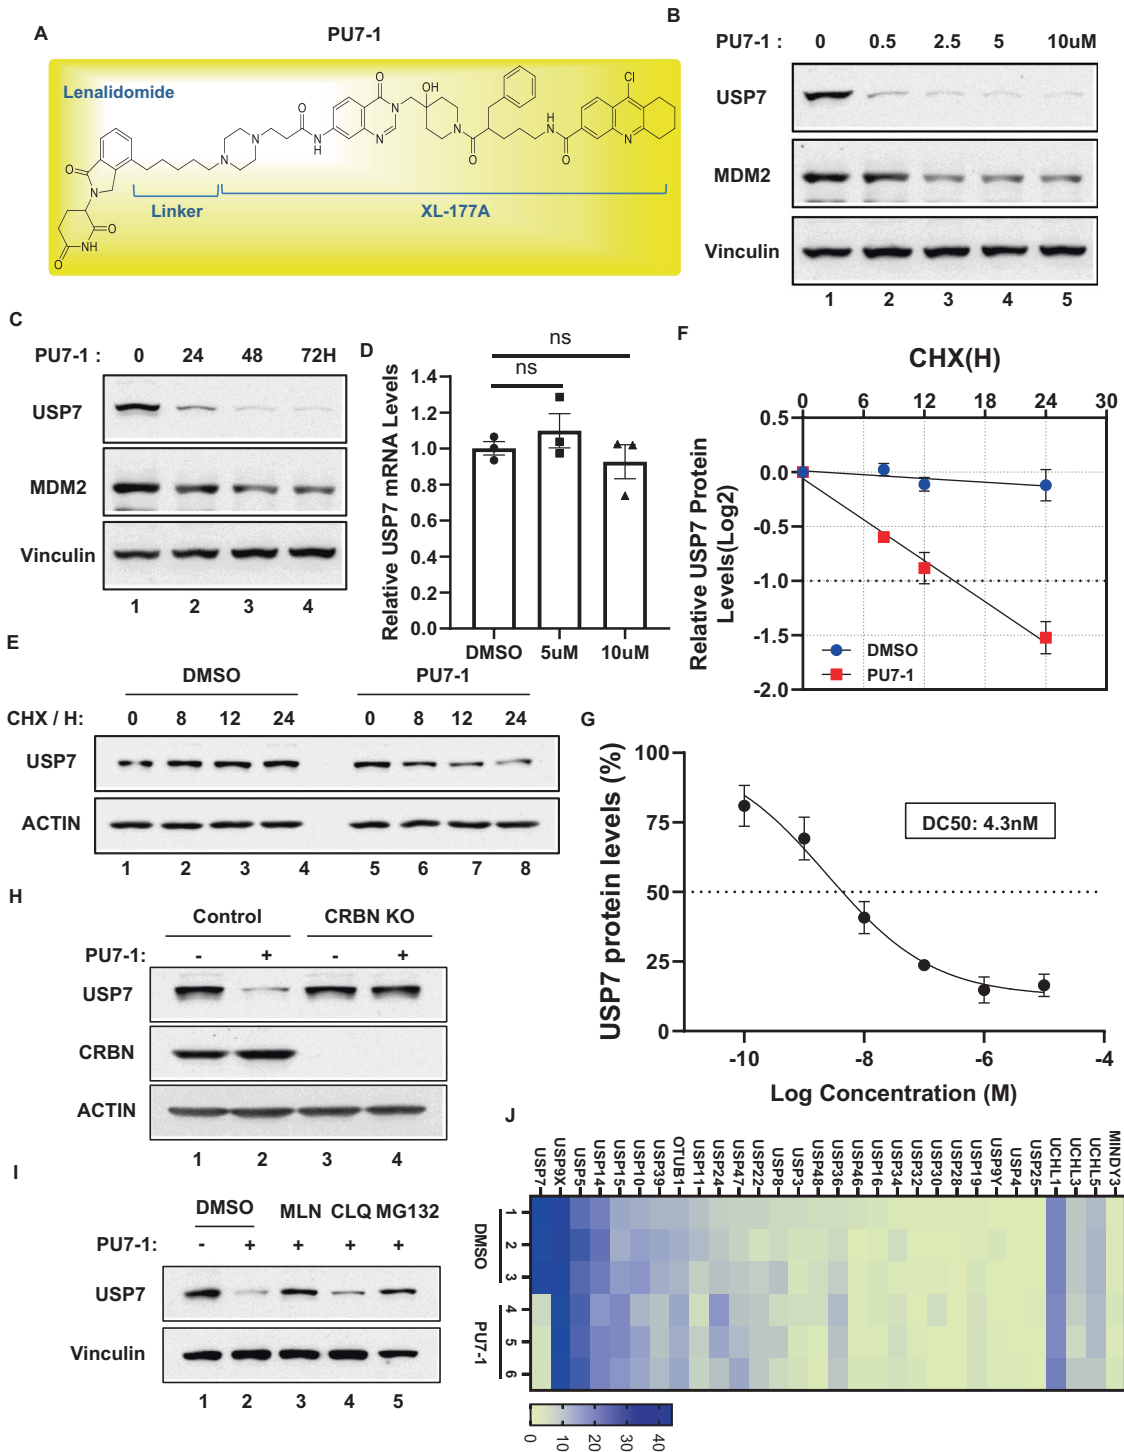 A
PU7-1
Lenalidomide
Linker
XL-177A
O
N
O
NH
O
N
N
O
N
H
O
N
N
OH
N
O
H
N
O
Cl
N
B
PU7-1 : 0 0.5 2.5 5 10uM
USP7
MDM2
Vinculin
1 2 3 4 5
C
PU7-1 : 0 24 48 72H
USP7
MDM2
Vinculin
1 2 3 4
D
Relative USP7 mRNA Levels
ns
ns
1.4
1.2
1.0
0.8
0.6
0.4
0.2
0.0
DMSO 5uM 10uM
E
DMSO PU7-1
CHX / H: 0 8 12 24 0 8 12 24
USP7
ACTIN
1 2 3 4 5 6 7 8
F
CHX(H)
0 6 12 18 24 30
Relative USP7 Protein
Levels(Log2)
0.5
0.0
-0.5
-1.0
-1.5
-2.0
DMSO
PU7-1
G
USP7 protein levels (%)
100
75
50
25
0
DC50: 4.3nM
-10 -8 -6 -4
Log Concentration (M)
H
Control CRBN KO
PU7-1: - + - +
USP7
CRBN
ACTIN
1 2 3 4
I
DMSO MLN CLQ MG132
PU7-1: - + + + +
USP7
Vinculin
1 2 3 4 5
J
USP7
USP9X
USP5
USP14
USP15
USP10
USP39
OTUB1
USP11
USP24
USP47
USP22
USP8
USP3
USP48
USP36
USP46
USP16
USP34
USP32
USP30
USP28
USP19
USP9Y
USP4
USP25
UCHL1
UCHL3
UCHL5
MINDY3
DMSO
1
2
3
PU7-1
4
5
6
0 10 20 30 40